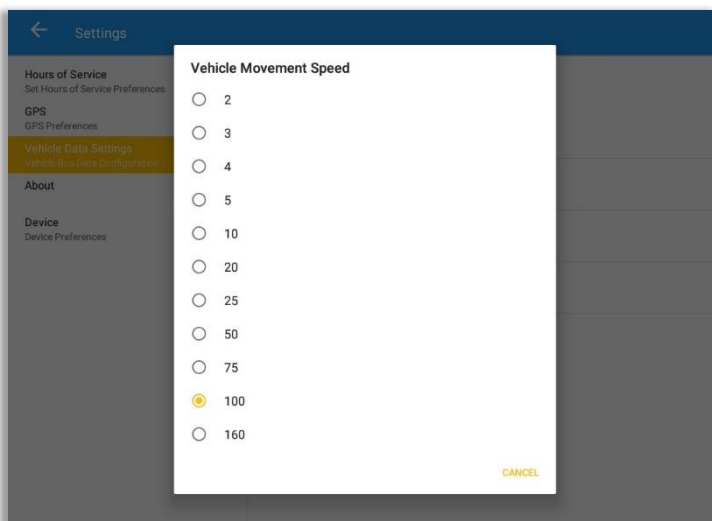 Settings
Hours of Service
Set Hours of Service Preferences
GPS
GPS Preferences
Vehicle Data Settings
Vehicle Bus Data Configuration
About
Device
Device Preferences
Vehicle Movement Speed
2
3
4
5
10
20
25
50
75
100
160
CANCEL